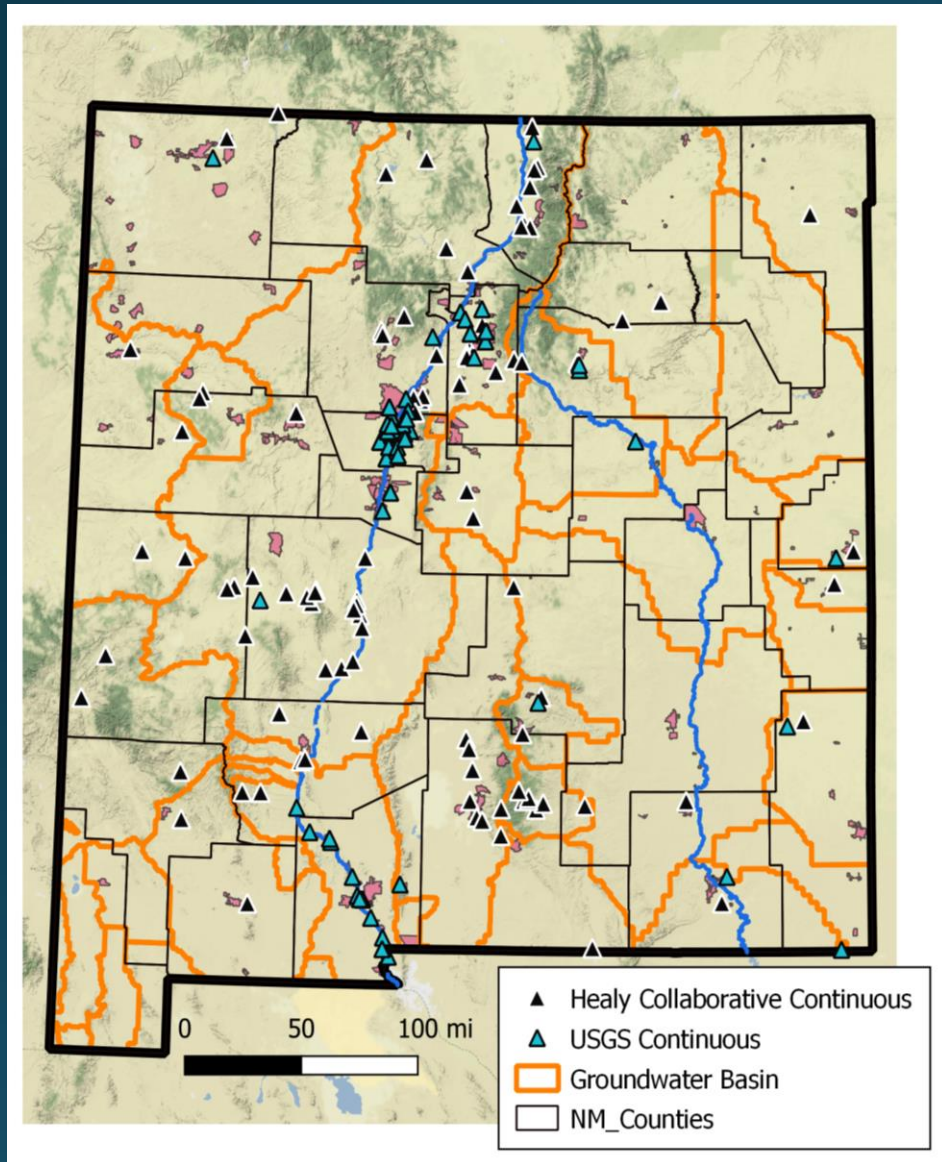 0 50 100 mi
Healy Collaborative Continuous
USGS Continuous
Groundwater Basin
NM_Counties